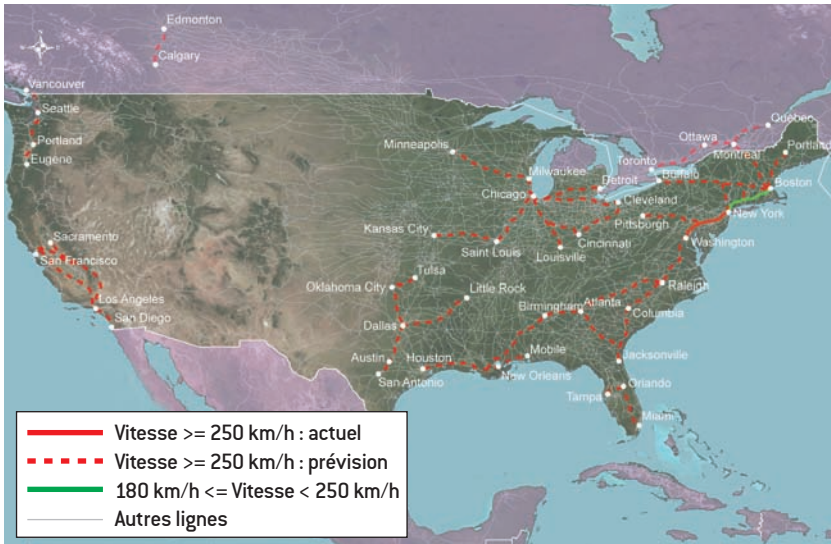 Edmonton
Calgary
Vancouver
Seattle
Portland
Eugene
Minneapolis
Milwaukee
Chicago
Detroit
Toronto
Buffalo
Ottawa
Montreal
Québec
Portland
Boston
New York
Cleveland
Pittsburgh
Washington
Kansas City
Saint Louis
Cincinnati
Louisville
Sacramento
San Francisco
Los Angeles
San Diego
Tulsa
Oklahoma City
Little Rock
Dallas
Birmingham
Atlanta
Raleigh
Columbia
Austin
Houston
San Antonio
Mobile
New Orleans
Jacksonville
Orlando
Tampa
Miami
Vitesse >= 250 km/h : actuel
Vitesse >= 250 km/h : prévision
180 km/h <= Vitesse < 250 km/h
Autres lignes